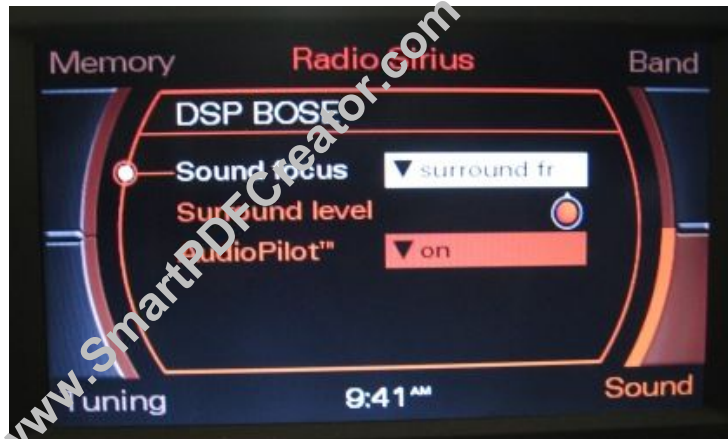 Memory Radio Sirius Band
DSP BOSE
Sound focus ▼ surround fr
Surround level
AudioPilot™ ▼ on
Tuning 9:41 AM Sound
www.SmartPDFCreator.com